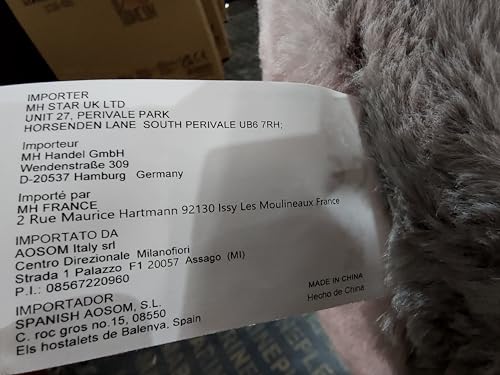 IMPORTER
MH STAR UK LTD
UNIT 27, PERIVALE PARK
HORSENDEN LANE SOUTH PERIVALE UB6 7RH;
Importeur
MH Handel GmbH
Wendenstraße 309
D-20537 Hamburg Germany
Importé par
MH FRANCE
2 Rue Maurice Hartmann 92130 Issy Les Moulineaux France
IMPORTATO DA
AOSOM Italy srl
Centro Direzionale Milanofiori
Strada 1 Palazzo F1 20057 Assago (MI)
P.I.: 08567220960
IMPORTADOR
SPANISH AOSOM, S.L.
C. roc gros no.15, 08550
Els hostalets de Balenya, Spain
MADE IN CHINA
Hecho de China